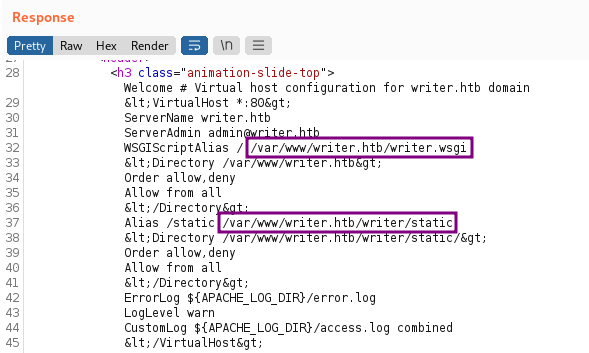 Response
Pretty Raw Hex Render \n
<header>
28 <h3 class="animation-slide-top">
Welcome # Virtual host configuration for writer.htb domain
29 &lt;VirtualHost *:80&gt;
30 ServerName writer.htb
31 ServerAdmin admin@writer.htb
32 WSGIScriptAlias / /var/www/writer.htb/writer.wsgi
33 &lt;Directory /var/www/writer.htb&gt;
34 Order allow,deny
35 Allow from all
36 &lt;/Directory&gt;
37 Alias /static /var/www/writer.htb/writer/static
38 &lt;Directory /var/www/writer.htb/writer/static/&gt;
39 Order allow,deny
40 Allow from all
41 &lt;/Directory&gt;
42 ErrorLog ${APACHE_LOG_DIR}/error.log
43 LogLevel warn
44 CustomLog ${APACHE_LOG_DIR}/access.log combined
45 &lt;/VirtualHost&gt;